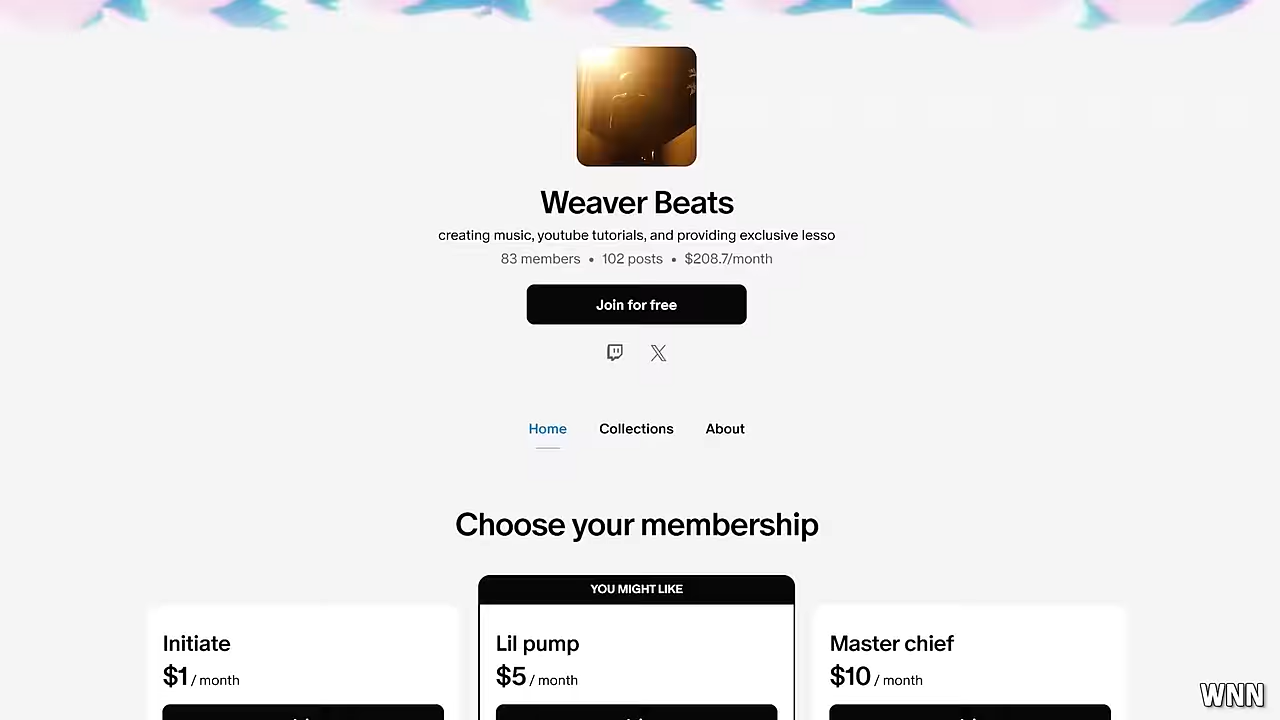 Weaver Beats
creating music, youtube tutorials, and providing exclusive lesso
83 members • 102 posts • $208.7/month
Join for free
Home Collections About
Choose your membership
YOU MIGHT LIKE
Initiate
$1 / month
Lil pump
$5 / month
Master chief
$10 / month
WNN